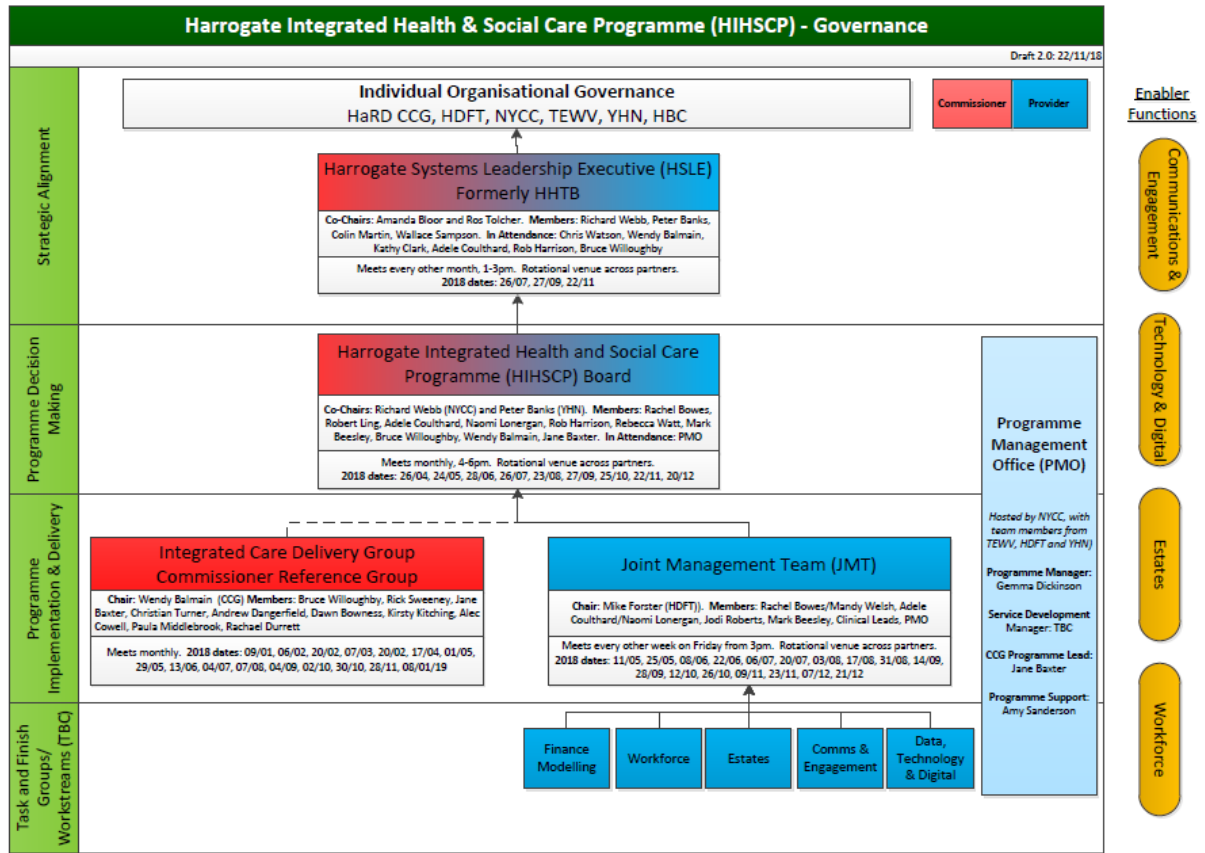 Harrogate Integrated Health & Social Care Programme (HIHSCP) - Governance
Draft 2.0: 22/11/18
Strategic Alignment
Individual Organisational Governance
HaRD CCG, HDFT, NYCC, TEWV, YHN, HBC
Commissioner
Provider
Harrogate Systems Leadership Executive (HSLE)
Formerly HHTB
Co-Chairs: Amanda Bloor and Ros Tolcher. Members: Richard Webb, Peter Banks,
Colin Martin, Wallace Sampson. In Attendance: Chris Watson, Wendy Balmain,
Kathy Clark, Adele Coulthard, Rob Harrison, Bruce Willoughby
Meets every other month, 1-3pm. Rotational venue across partners.
2018 dates: 26/07, 27/09, 22/11
Programme Decision
Making
Harrogate Integrated Health and Social Care
Programme (HIHSCP) Board
Co-Chairs: Richard Webb (NYCC) and Peter Banks (YHN). Members: Rachel Bowes,
Robert Ling, Adele Coulthard, Naomi Lonergan, Rob Harrison, Rebecca Watt, Mark
Beesley, Bruce Willoughby, Wendy Balmain, Jane Baxter. In Attendance: PMO
Meets monthly, 4-6pm. Rotational venue across partners.
2018 dates: 26/04, 24/05, 28/06, 26/07, 23/08, 27/09, 25/10, 22/11, 20/12
Programme
Implementation & Delivery
Integrated Care Delivery Group
Commissioner Reference Group
Chair: Wendy Balmain (CCG) Members: Bruce Willoughby, Rick Sweeney, Jane
Baxter, Christian Turner, Andrew Dangerfield, Dawn Bowness, Kirsty Kitching, Alec
Cowell, Paula Middlebrook, Rachael Durrett
Meets monthly. 2018 dates: 09/01, 06/02, 20/02, 07/03, 20/02, 17/04, 01/05,
29/05, 13/06, 04/07, 07/08, 04/09, 02/10, 30/10, 28/11, 08/01/19
Joint Management Team (JMT)
Chair: Mike Forster (HDFT)). Members: Rachel Bowes/Mandy Welsh, Adele
Coulthard/Naomi Lonergan, Jodi Roberts, Mark Beesley, Clinical Leads, PMO
Meets every other week on Friday from 3pm. Rotational venue across partners.
2018 dates: 11/05, 25/05, 08/06, 22/06, 06/07, 20/07, 03/08, 17/08, 31/08, 14/09,
28/09, 12/10, 26/10, 09/11, 23/11, 07/12, 21/12
Task and Finish
Groups/
Workstreams (TBC)
Finance
Modelling
Workforce
Estates
Comms &
Engagement
Data,
Technology
& Digital
Programme
Management
Office (PMO)
Hosted by NYCC, with
team members from
TEWV, HDFT and YHN)
Programme Manager:
Gemma Dickinson
Service Development
Manager: TBC
CCG Programme Lead:
Jane Baxter
Programme Support:
Amy Sanderson
Enabler
Functions
Communications &
Engagement
Technology & Digital
Estates
Workforce